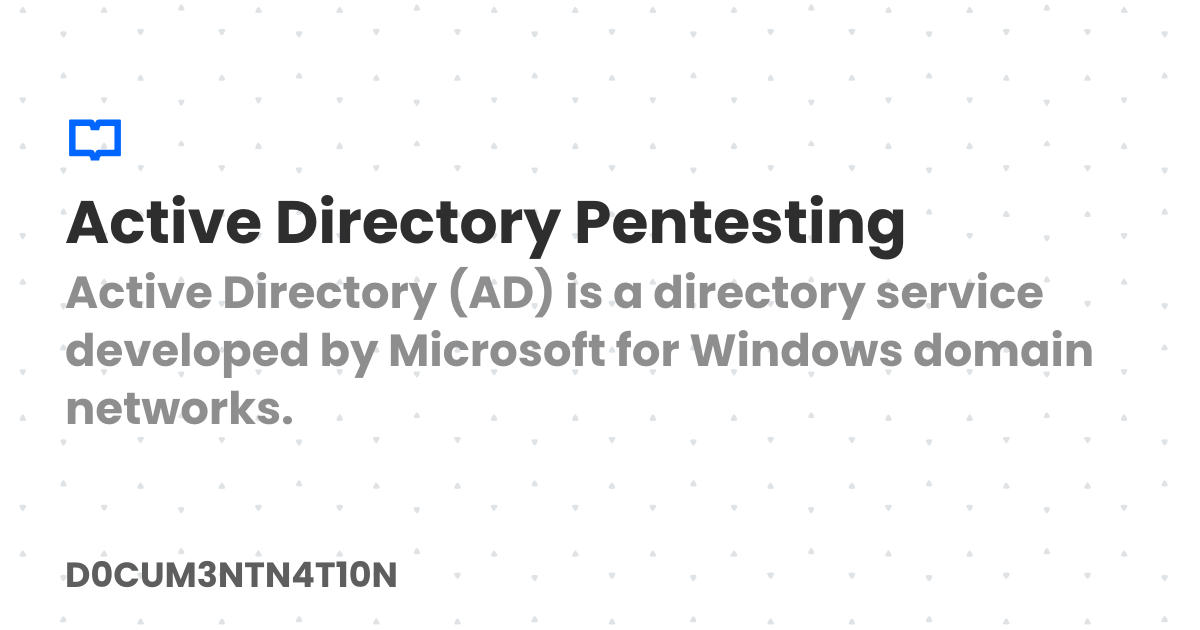 Active Directory Pentesting
Active Directory (AD) is a directory service
developed by Microsoft for Windows domain
networks.
D0CUM3NTN4T10N